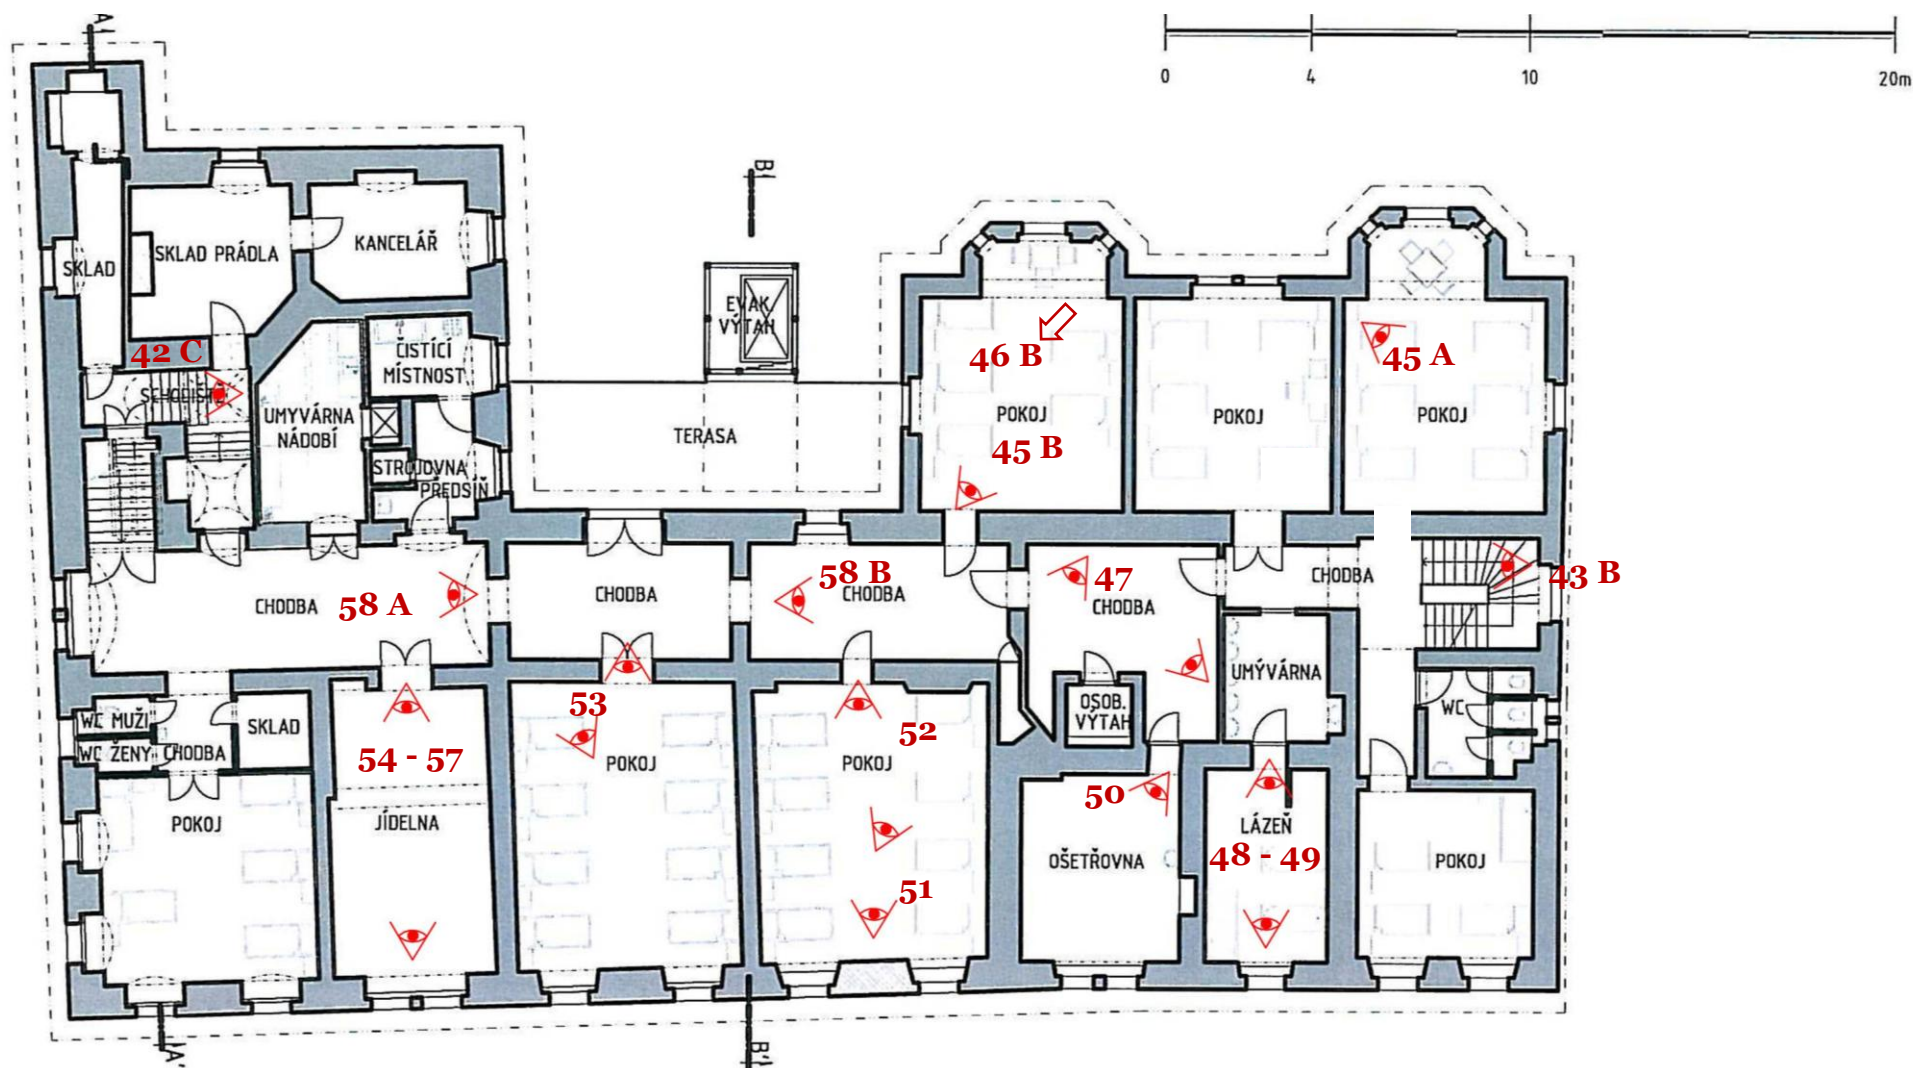 A'
0 4 10 20m
B'
SKLAD
SKLAD PRÁDLA
KANCELÁŘ
EVAK.
VÝTAH
42 C
SCHODIŠTĚ
ČISTÍCÍ
MÍSTNOST
UMYVÁRNA
NÁDOBÍ
STROJOVNA
PŘEDSÍŇ
TERASA
46 B
POKOJ
45 B
POKOJ
45 A
POKOJ
CHODBA
58 A
CHODBA
58 B
CHODBA
47
CHODBA
CHODBA
43 B
WC MUŽI
WC ŽENY
CHODBA
SKLAD
54 - 57
53
POKOJ
52
POKOJ
OSOB.
VÝTAH
UMÝVÁRNA
WC
POKOJ
JÍDELNA
51
50
OŠETŘOVNA
LÁZEŇ
48 - 49
POKOJ
A'
B'